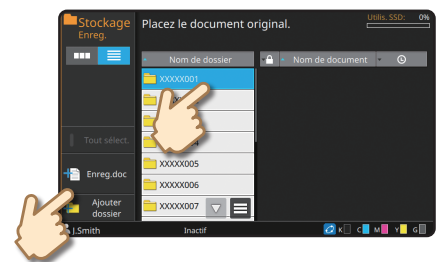 Stockage
Enreg.
Placez le document original.
Utilis. SSD: 0%
Nom de dossier
Nom de document
XXXXX001
Tout sélect.
Enreg.doc
XXXXX005
XXXXX006
XXXXX007
Ajouter
dossier
J.Smith
Inactif
K C M Y G